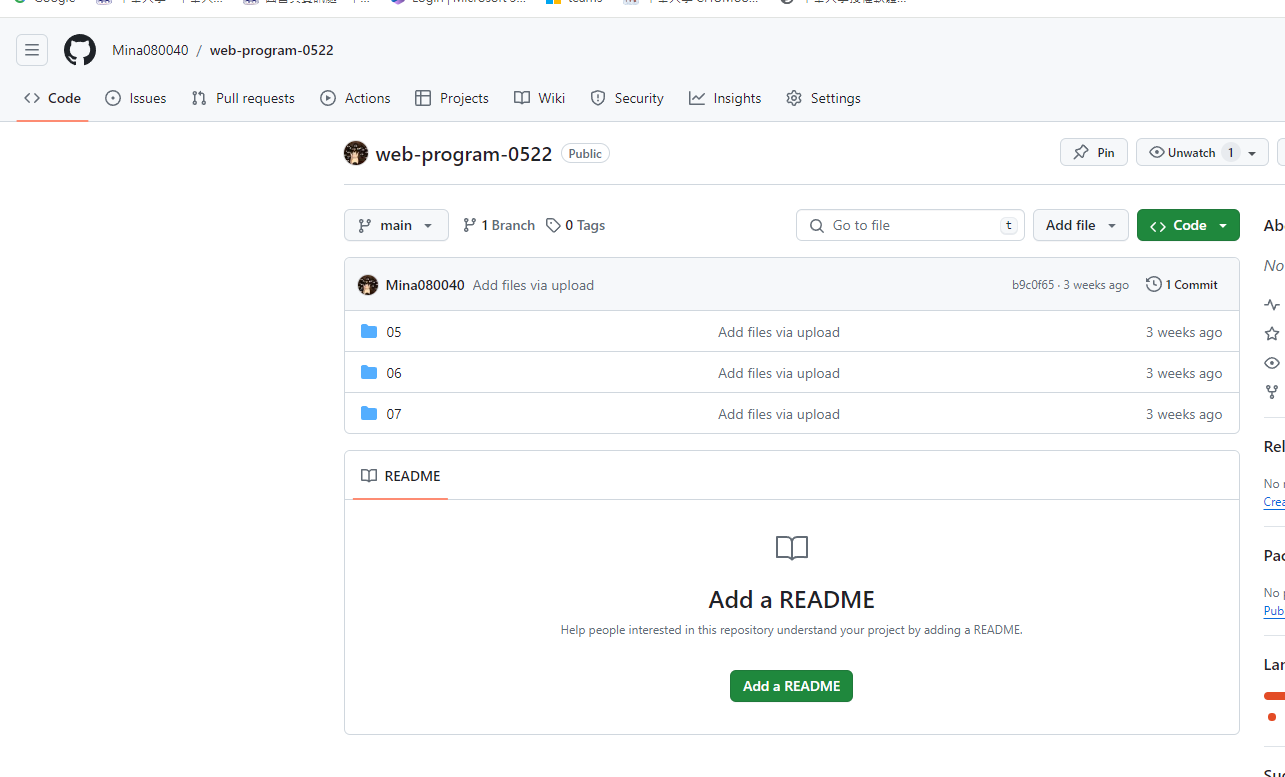 Mina080040 / web-program-0522
Code Issues Pull requests Actions Projects Wiki Security Insights Settings
web-program-0522 Public Pin Unwatch 1
main 1 Branch 0 Tags Go to file t Add file Code
Mina080040 Add files via upload b9c0f65 · 3 weeks ago 1 Commit
05 Add files via upload 3 weeks ago
06 Add files via upload 3 weeks ago
07 Add files via upload 3 weeks ago
README
Add a README
Help people interested in this repository understand your project by adding a README.
Add a README
No
No